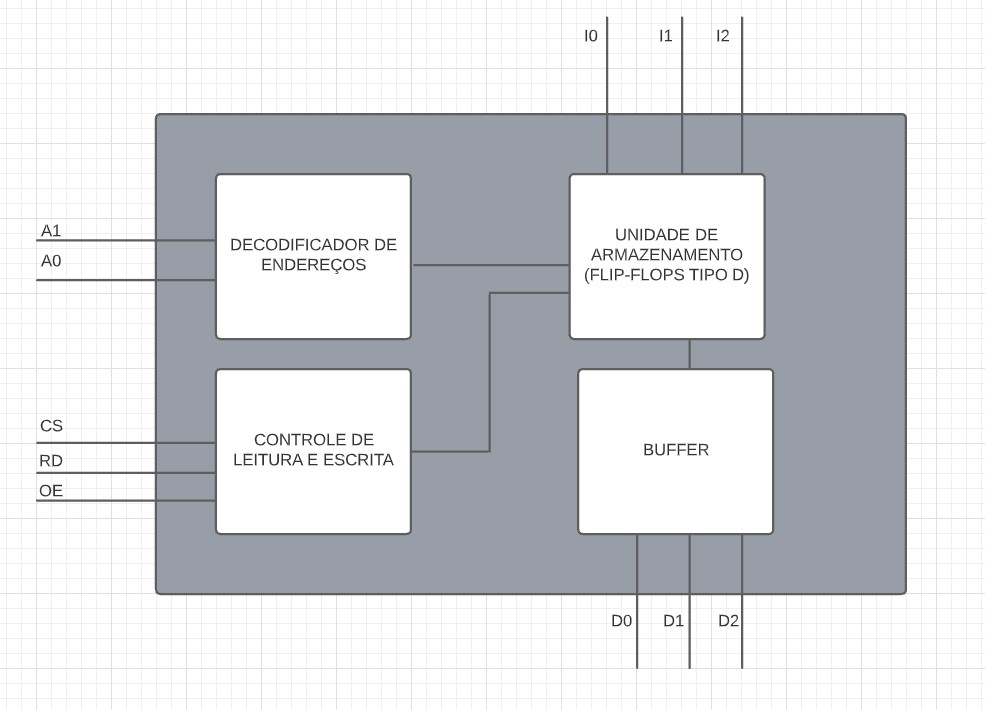 I0
I1
I2
A1
A0
DECODIFICADOR DE
ENDEREÇOS
UNIDADE DE
ARMAZENAMENTO
(FLIP-FLOPS TIPO D)
CS
RD
OE
CONTROLE DE
LEITURA E ESCRITA
BUFFER
D0
D1
D2